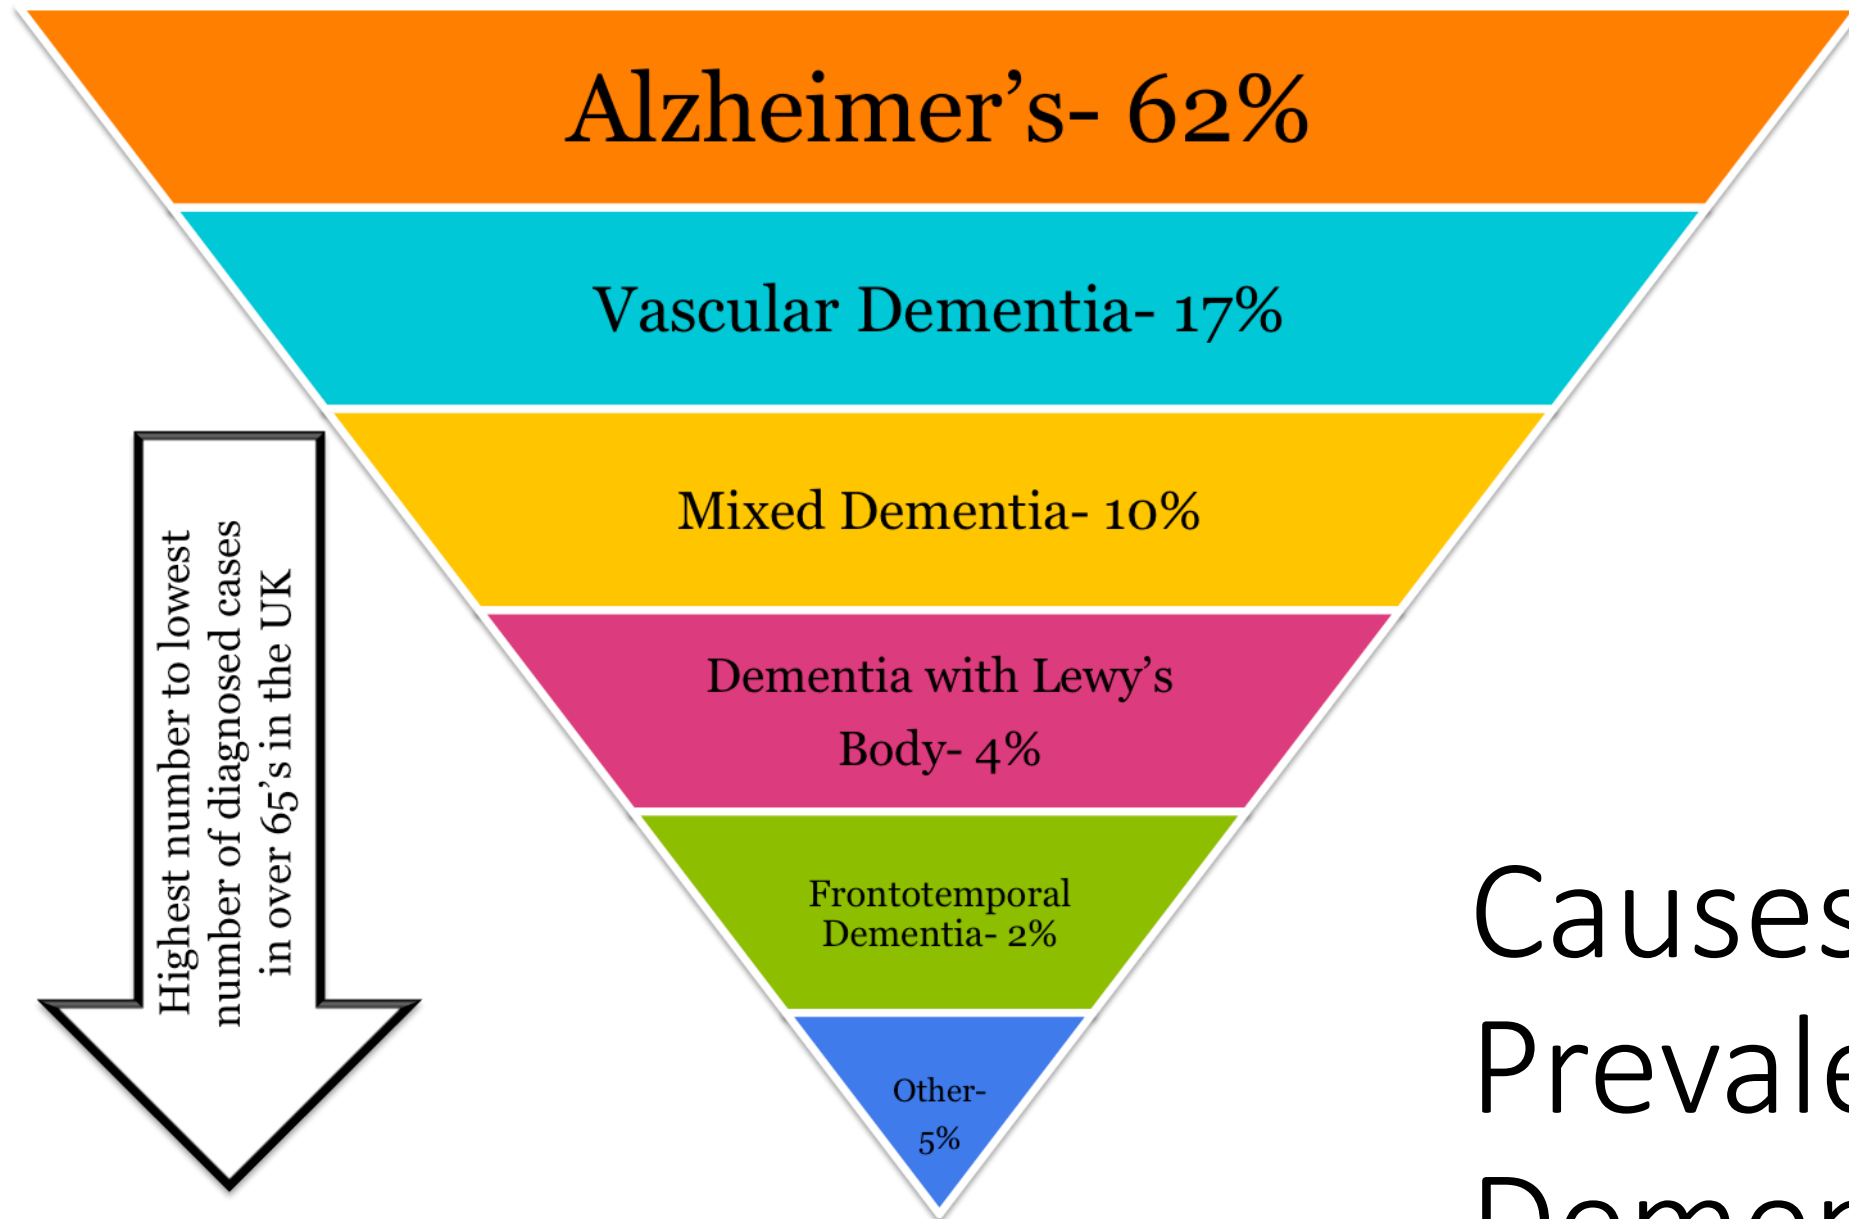 Alzheimer’s- 62%
Vascular Dementia- 17%
Mixed Dementia- 10%
Dementia with Lewy’s
Body- 4%
Frontotemporal
Dementia- 2%
Other-
5%
Highest number to lowest
number of diagnosed cases
in over 65’s in the UK
Causes